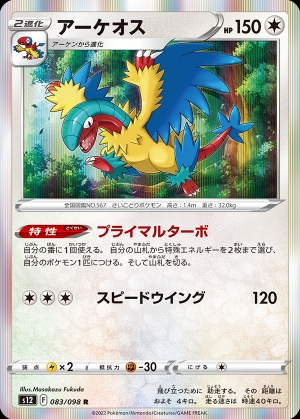 2進化 アーケオス HP150
アーケンから進化
全国図鑑NO.567 さいこどりポケモン 高さ:1.4m 重さ:32.0kg
特性 とくせい プライマルターボ
自分の番に1回使える。自分の山札から特殊エネルギーを2枚まで選び、
自分のポケモン1匹につける。そして山札を切る。
スピードウイング 120
弱点 ×2 抵抗力 -30 にげる
Illus.Masakazu Fukuda
s12 F 083/098 R
飛び立つために 助走する。その
およそ 4キロ。 走る速さは 時速40キロ。
©2022 Pokémon/Nintendo/Creatures/GAME FREAK.